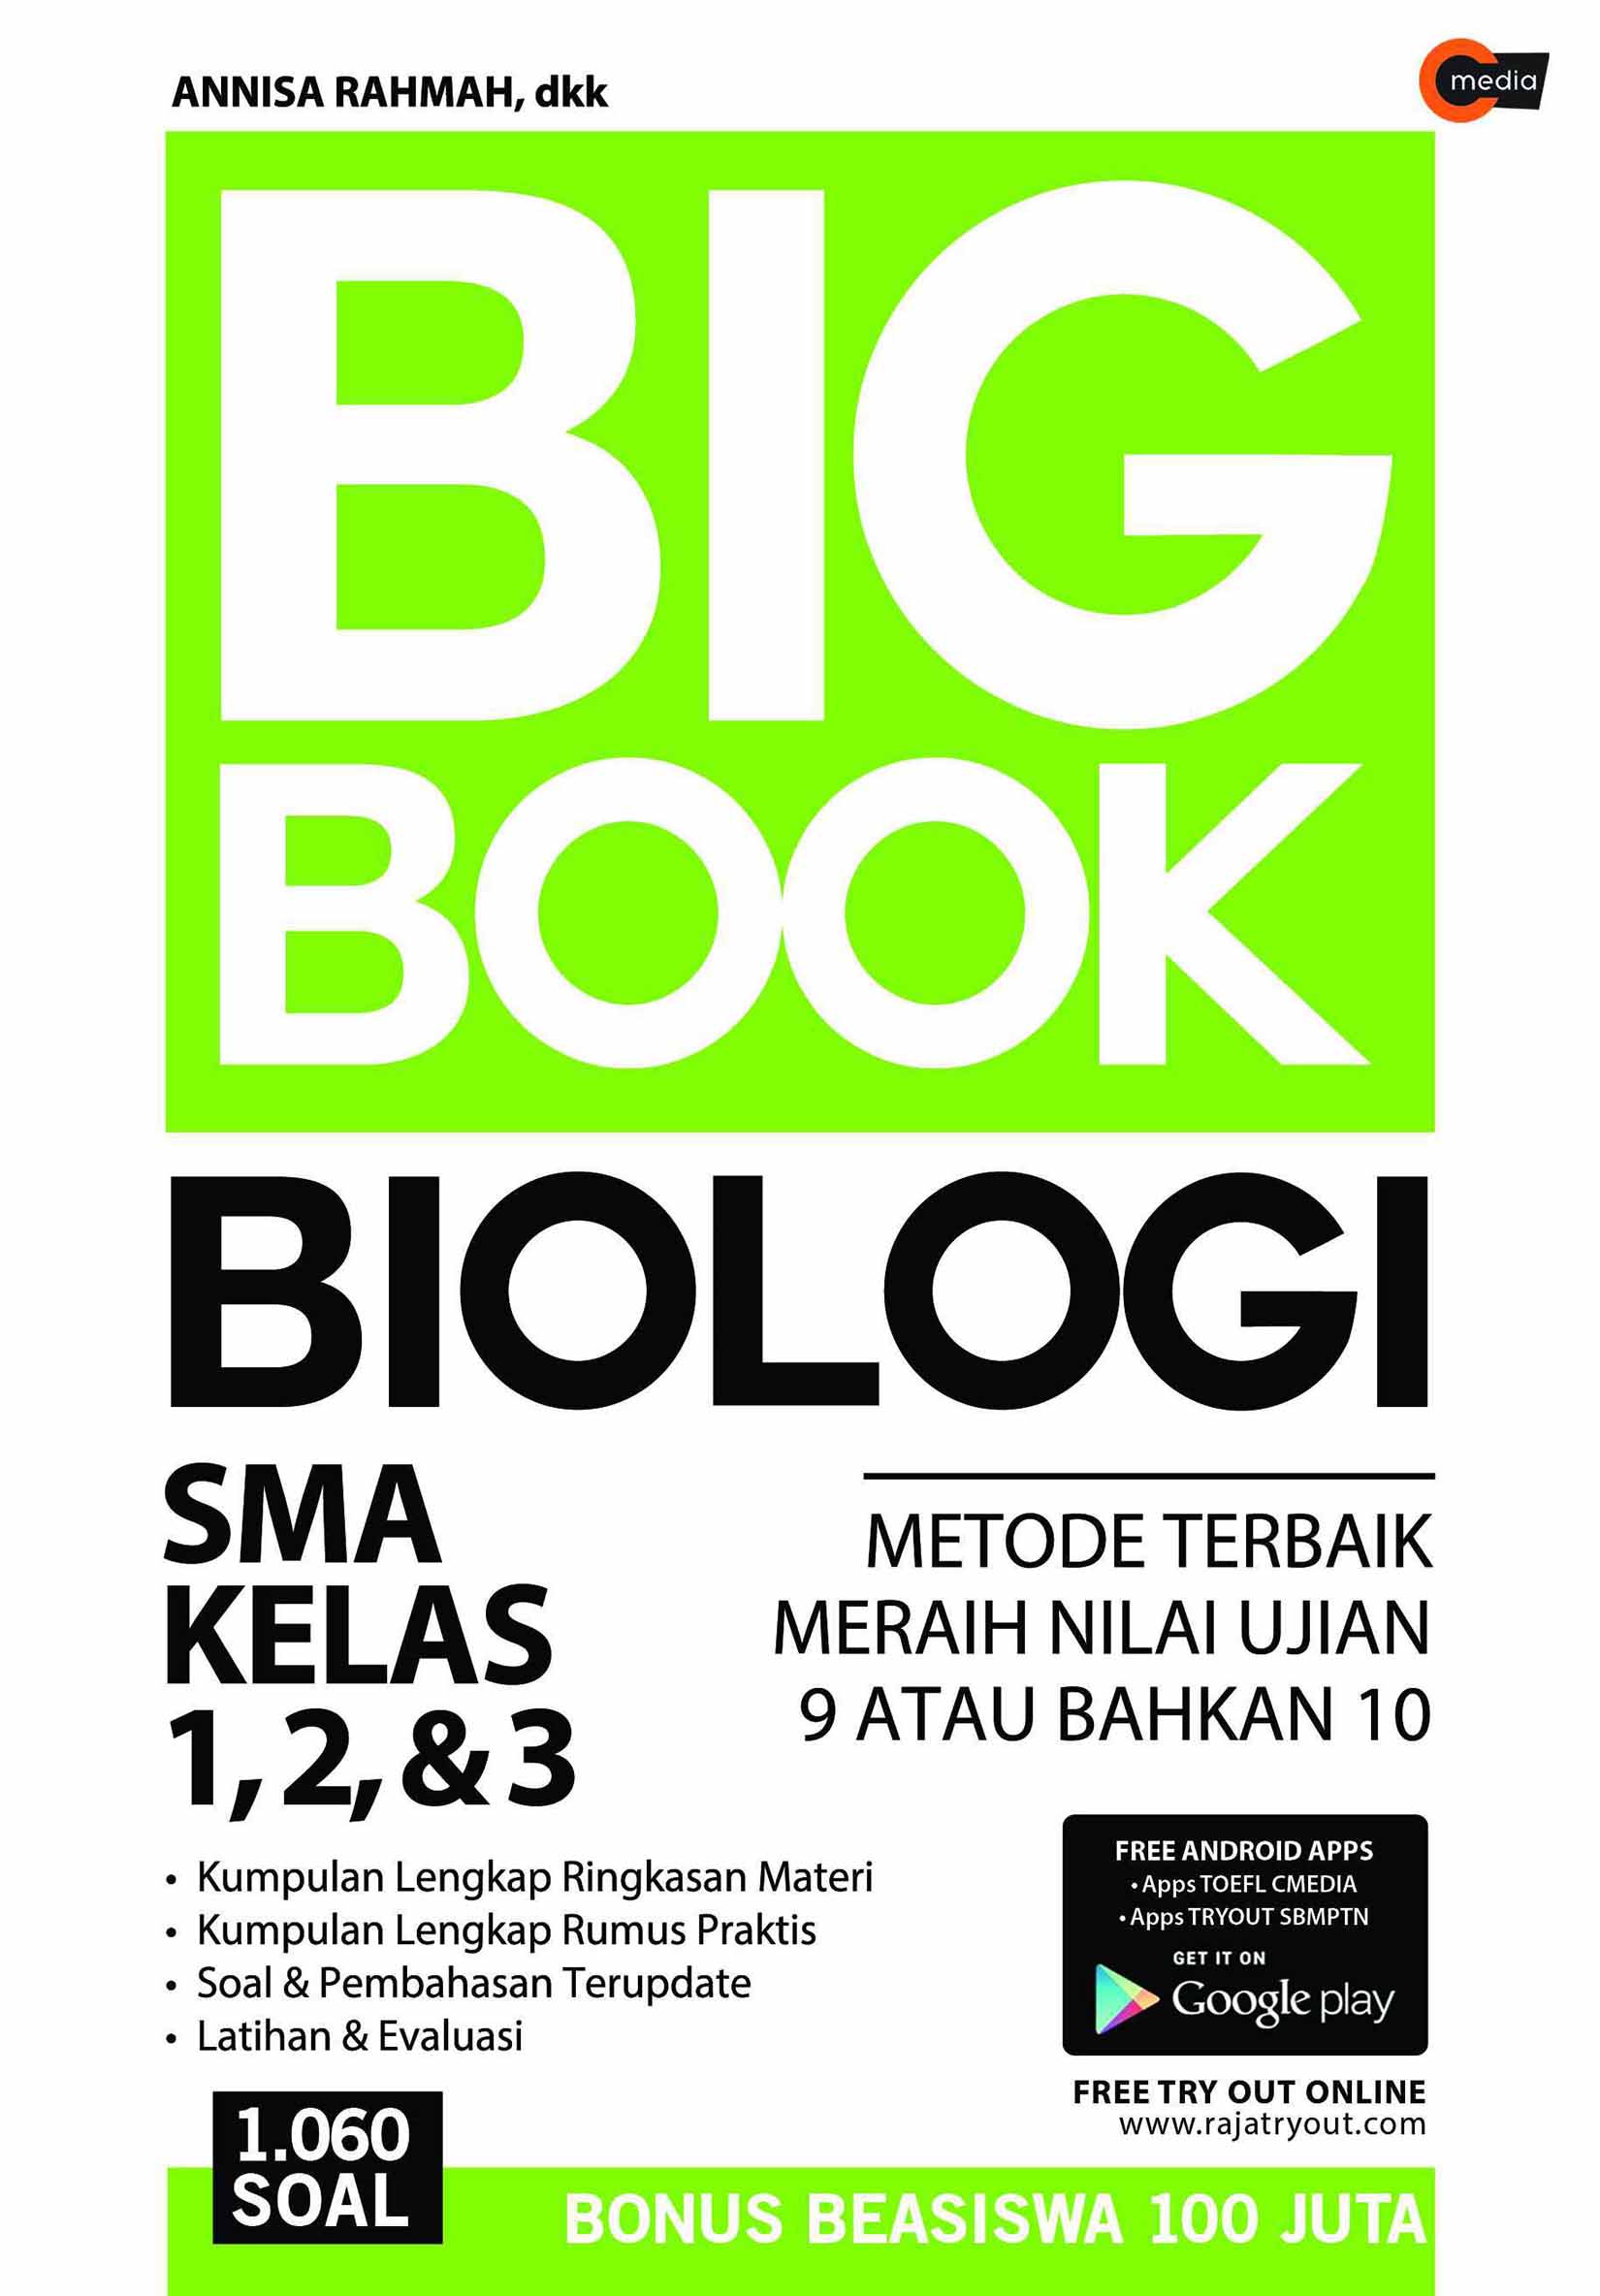 ANNISA RAHMAH, dkk
media
BIG
BOOK
BIOLOGI
SMA
KELAS
1, 2, & 3
METODE TERBAIK
MERAIH NILAI UJIAN
9 ATAU BAHKAN 10
• Kumpulan Lengkap Ringkasan Materi
• Kumpulan Lengkap Rumus Praktis
• Soal & Pembahasan Terupdate
• Latihan & Evaluasi
FREE ANDROID APPS
• Apps TOEFL CMEDIA
• Apps TRYOUT SBMPTN
GET IT ON
Google play
FREE TRY OUT ONLINE
www.rajatryout.com
1.060
SOAL
BONUS BEASISWA 100 JUTA